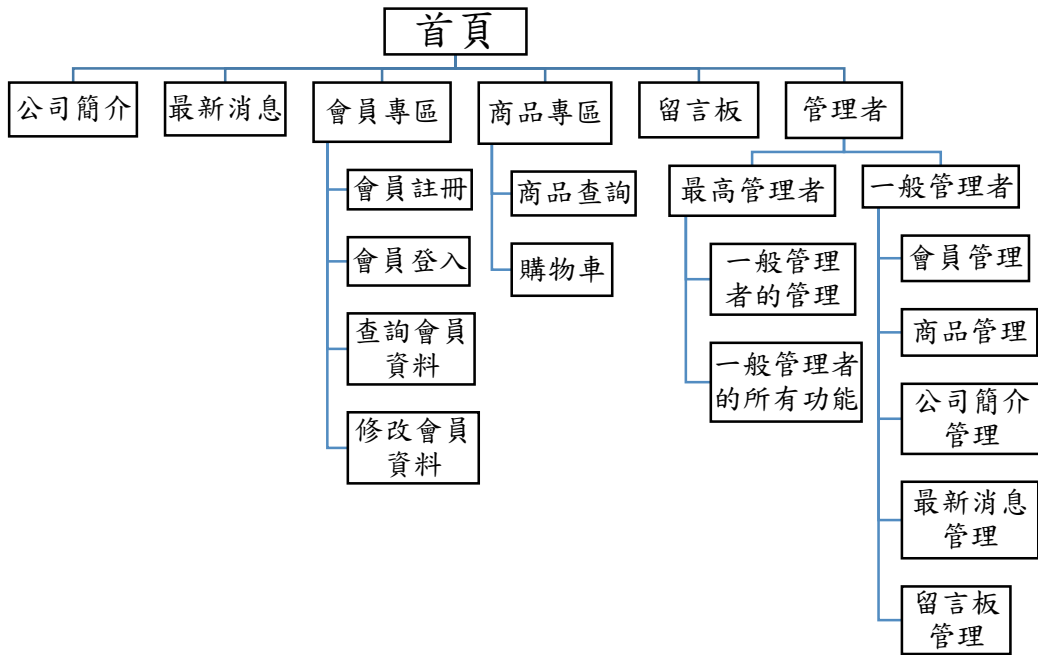 首頁
公司簡介
最新消息
會員專區
商品專區
留言板
管理者
會員註冊
會員登入
查詢會員
資料
修改會員
資料
商品查詢
購物車
最高管理者
一般管理
者的管理
一般管理者
的所有功能
一般管理者
會員管理
商品管理
公司簡介
管理
最新消息
管理
留言板
管理